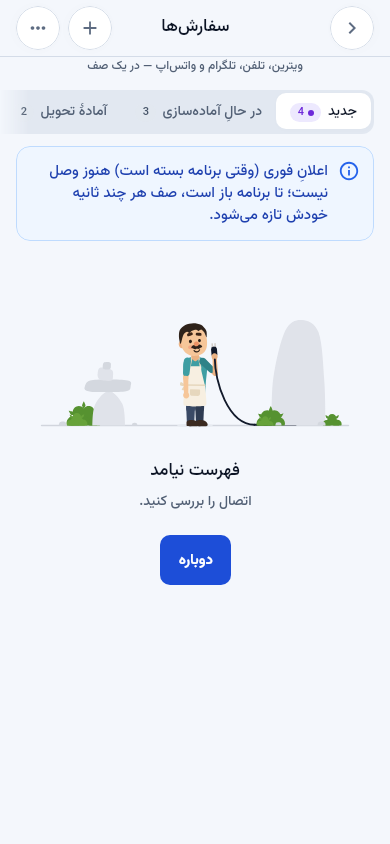 سفارش‌ها
ویترین، تلفن، تلگرام و واتس‌اپ — در یک صف
جدید 4
در حالِ آماده‌سازی 3
آمادهٔ تحویل 2
اعلانِ فوری (وقتی برنامه بسته است) هنوز وصل
نیست؛ تا برنامه باز است، صف هر چند ثانیه
خودش تازه می‌شود.
فهرست نیامد
اتصال را بررسی کنید.
دوباره